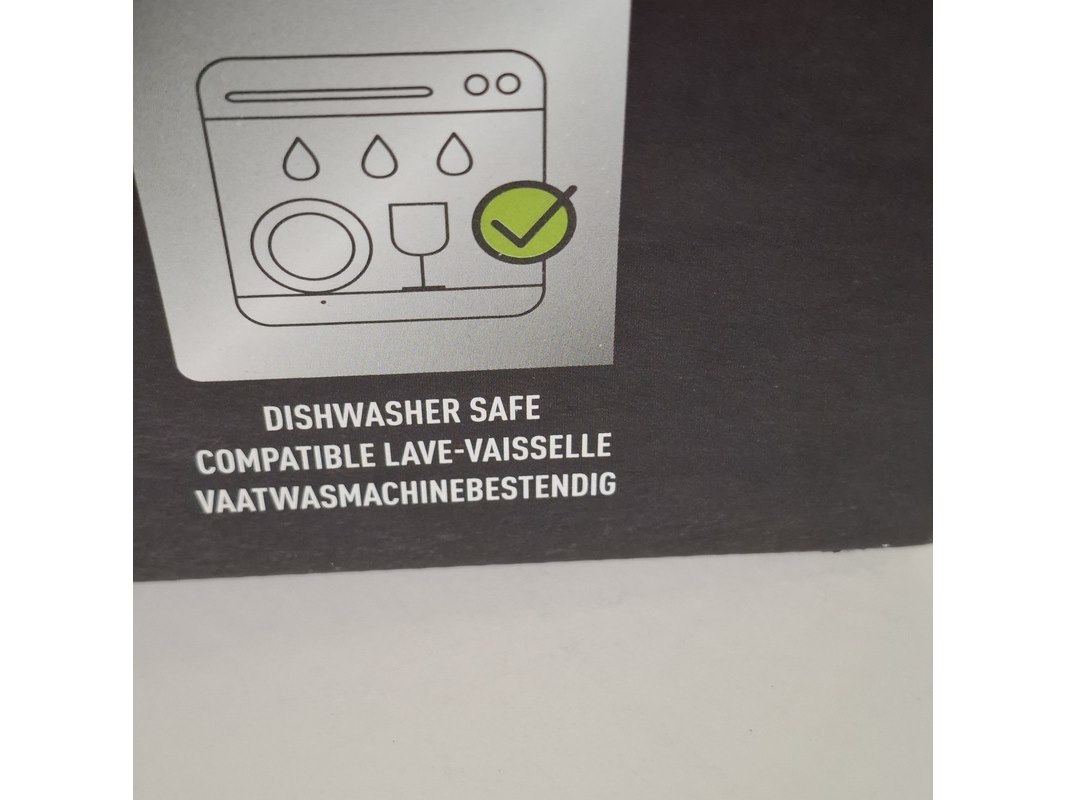 DISHWASHER SAFE
COMPATIBLE LAVE-VAISSELLE
VAATWASMACHINEBESTENDIG